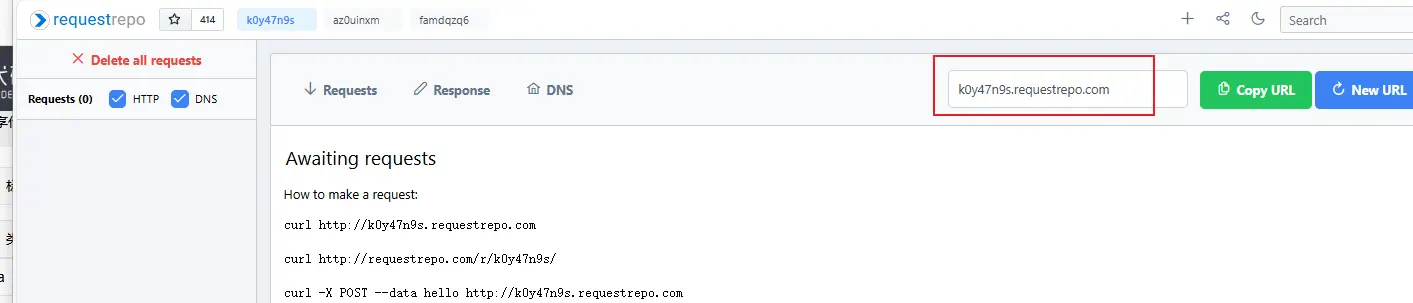 requestrepo 414 k0y47n9s az0uinxm famdqzq6 Search
Delete all requests
Requests (0) HTTP DNS
Requests Response DNS k0y47n9s.requestrepo.com Copy URL New URL
Awaiting requests
How to make a request:
curl http://k0y47n9s.requestrepo.com
curl http://requestrepo.com/r/k0y47n9s/
curl -X POST --data hello http://k0y47n9s.requestrepo.com